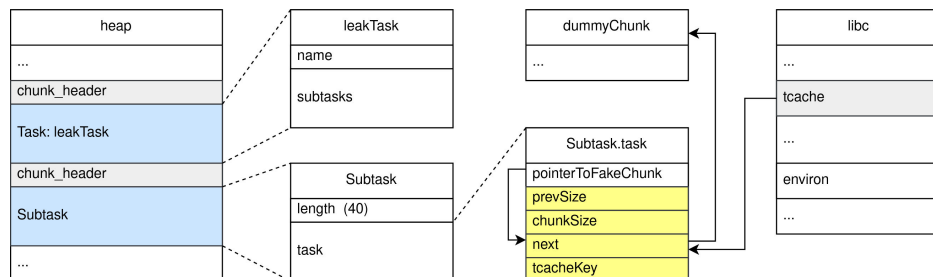 heap
...
chunk_header
Task: leakTask
chunk_header
Subtask
...
leakTask
name
subtasks
Subtask
length (40)
task
dummyChunk
...
Subtask.task
pointerToFakeChunk
prevSize
chunkSize
next
tcacheKey
libc
...
tcache
...
environ
...